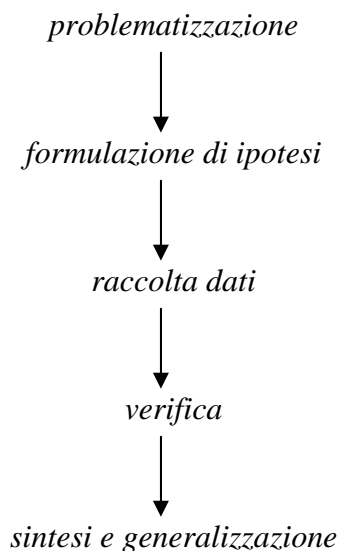 problematizzazione
formulazione di ipotesi
raccolta dati
verifica
sintesi e generalizzazione